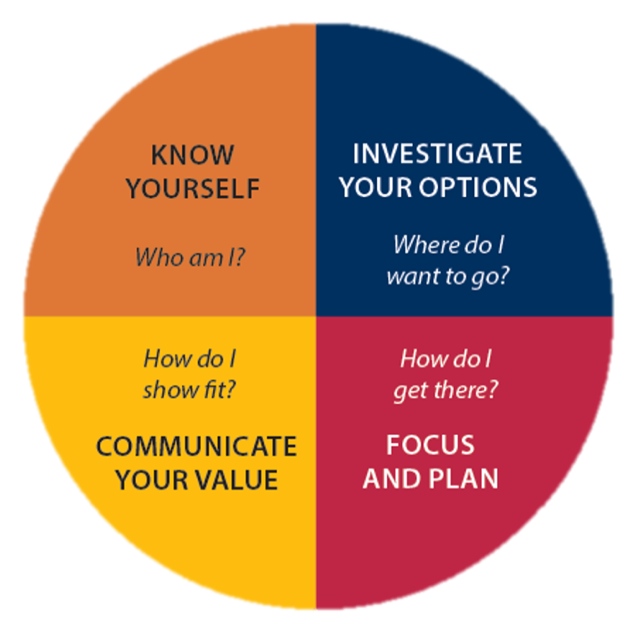 KNOW
YOURSELF
Who am I?
INVESTIGATE
YOUR OPTIONS
Where do I
want to go?
How do I
show fit?
COMMUNICATE
YOUR VALUE
How do I
get there?
FOCUS
AND PLAN